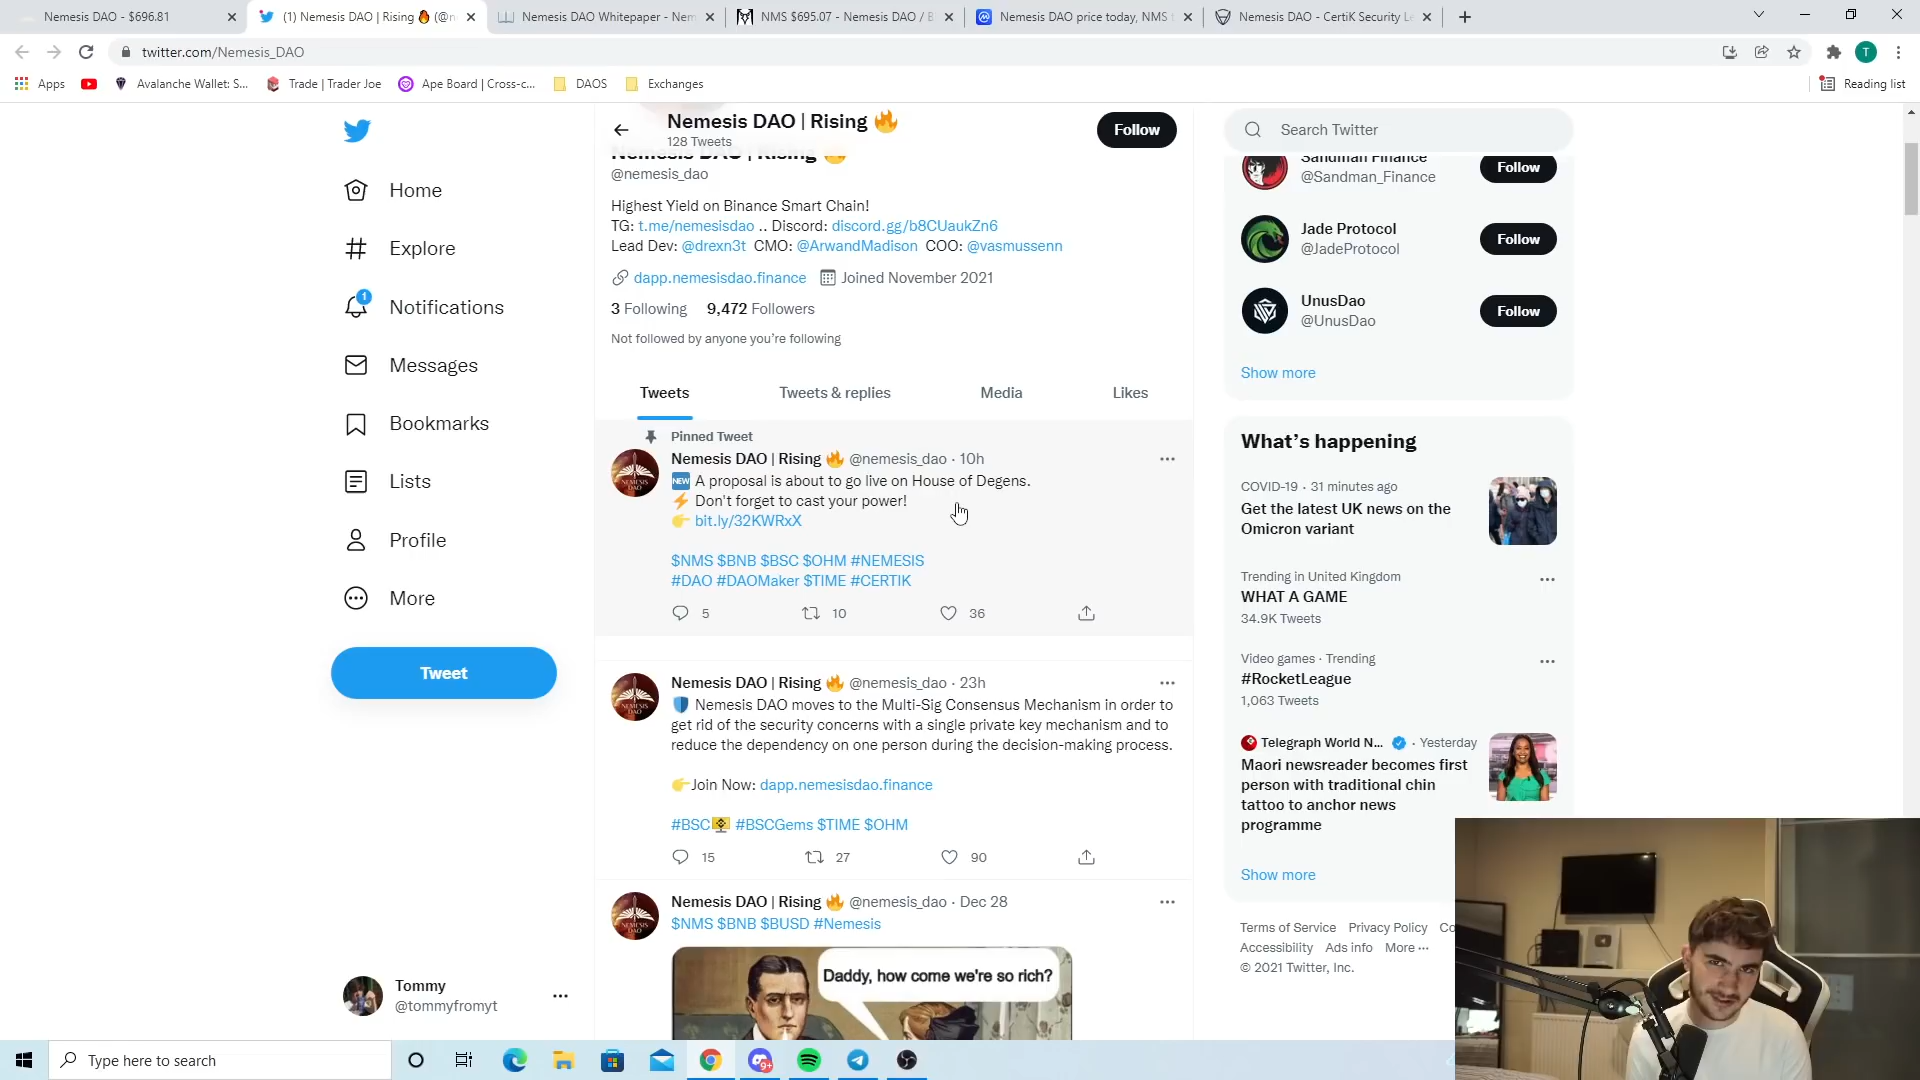 Nemesis DAO - $696.81
(1) Nemesis DAO | Rising 🔥 (@n
Nemesis DAO Whitepaper - Nem
NMS $695.07 - Nemesis DAO / B
Nemesis DAO price today, NMS t
Nemesis DAO - CertiK Security Le
twitter.com/Nemesis_DAO
T
Apps
Avalanche Wallet: S...
Trade | Trader Joe
Ape Board | Cross-c...
DAOS
Exchanges
Reading list
Home
Explore
1
Notifications
Messages
Bookmarks
Lists
Profile
More
Tweet
Tommy
@tommyfromyt
Nemesis DAO | Rising 🔥
128 Tweets
Follow
Nemesis DAO | Rising 🔥
@nemesis_dao
Highest Yield on Binance Smart Chain!
TG: t.me/nemesisdao .. Discord: discord.gg/b8CUaukZn6
Lead Dev: @drexn3t CMO: @ArwandMadison COO: @vasmussenn
dapp.nemesisdao.finance Joined November 2021
3 Following 9,472 Followers
Not followed by anyone you're following
Tweets Tweets & replies Media Likes
Pinned Tweet
Nemesis DAO | Rising 🔥 @nemesis_dao · 10h
🆕 A proposal is about to go live on House of Degens.
⚡ Don't forget to cast your power!
👉 bit.ly/32KWRxX
$NMS $BNB $BSC $OHM #NEMESIS
#DAO #DAOMaker $TIME #CERTIK
5 10 36
Nemesis DAO | Rising 🔥 @nemesis_dao · 23h
🛡 Nemesis DAO moves to the Multi-Sig Consensus Mechanism in order to
get rid of the security concerns with a single private key mechanism and to
reduce the dependency on one person during the decision-making process.
👉Join Now: dapp.nemesisdao.finance
#BSC #BSCGems $TIME $OHM
15 27 90
Nemesis DAO | Rising 🔥 @nemesis_dao · Dec 28
$NMS $BNB $BUSD #Nemesis
Daddy, how come we're so rich?
Search Twitter
Sandman Finance
@Sandman_Finance
Follow
Jade Protocol
@JadeProtocol
Follow
UnusDao
@UnusDao
Follow
Show more
What's happening
COVID-19 · 31 minutes ago
Get the latest UK news on the
Omicron variant
Trending in United Kingdom
WHAT A GAME
34.9K Tweets
Video games · Trending
#RocketLeague
1,063 Tweets
Telegraph World N... · Yesterday
Maori newsreader becomes first
person with traditional chin
tattoo to anchor news
programme
Show more
Terms of Service Privacy Policy Co
Accessibility Ads info More ···
© 2021 Twitter, Inc.
Type here to search
9+